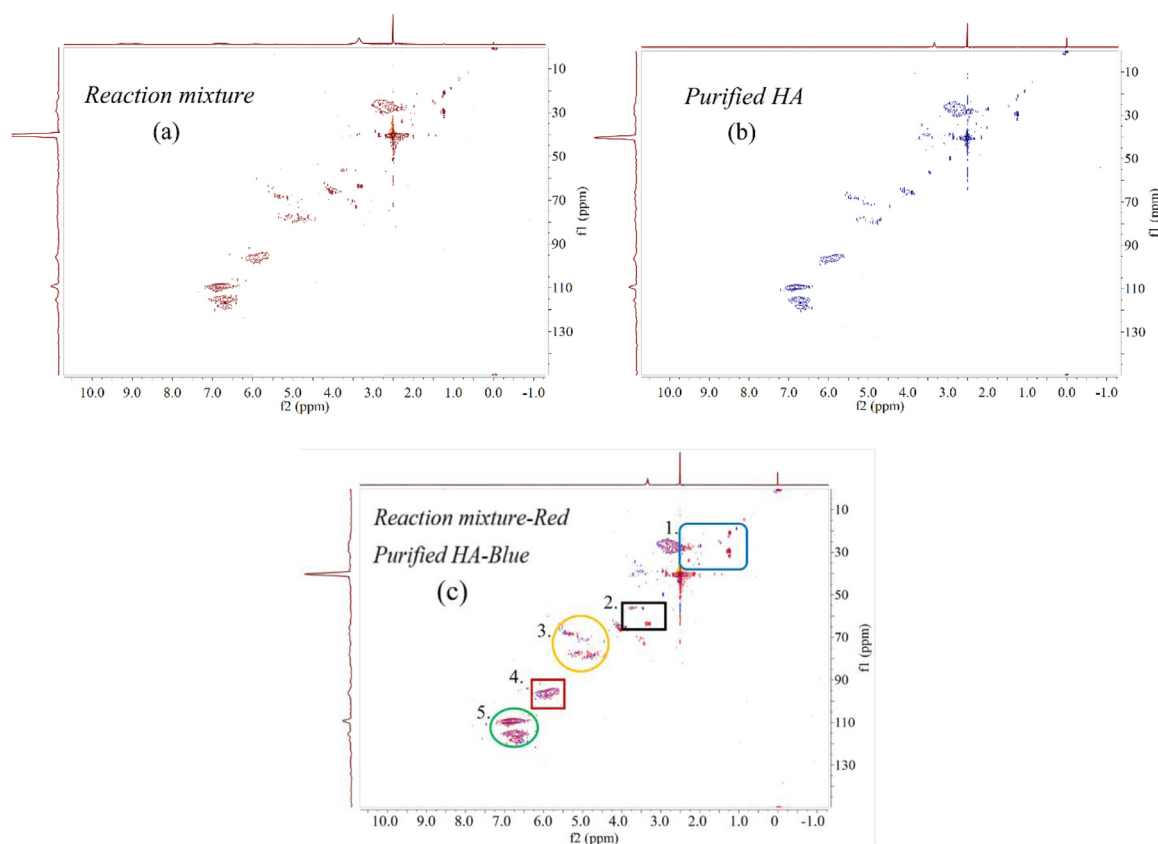 Reaction mixture
(a)
10
30
50
70
90
110
130
f1 (ppm)
10.0 9.0 8.0 7.0 6.0 5.0 4.0 3.0 2.0 1.0 0.0 -1.0
f2 (ppm)
Purified HA
(b)
10
30
50
70
90
110
130
f1 (ppm)
10.0 9.0 8.0 7.0 6.0 5.0 4.0 3.0 2.0 1.0 0.0 -1.0
f2 (ppm)
Reaction mixture-Red
Purified HA-Blue
(c)
1.
2.
3.
4.
5.
10
30
50
70
90
110
130
f1 (ppm)
10.0 9.0 8.0 7.0 6.0 5.0 4.0 3.0 2.0 1.0 0 -1.0
f2 (ppm)